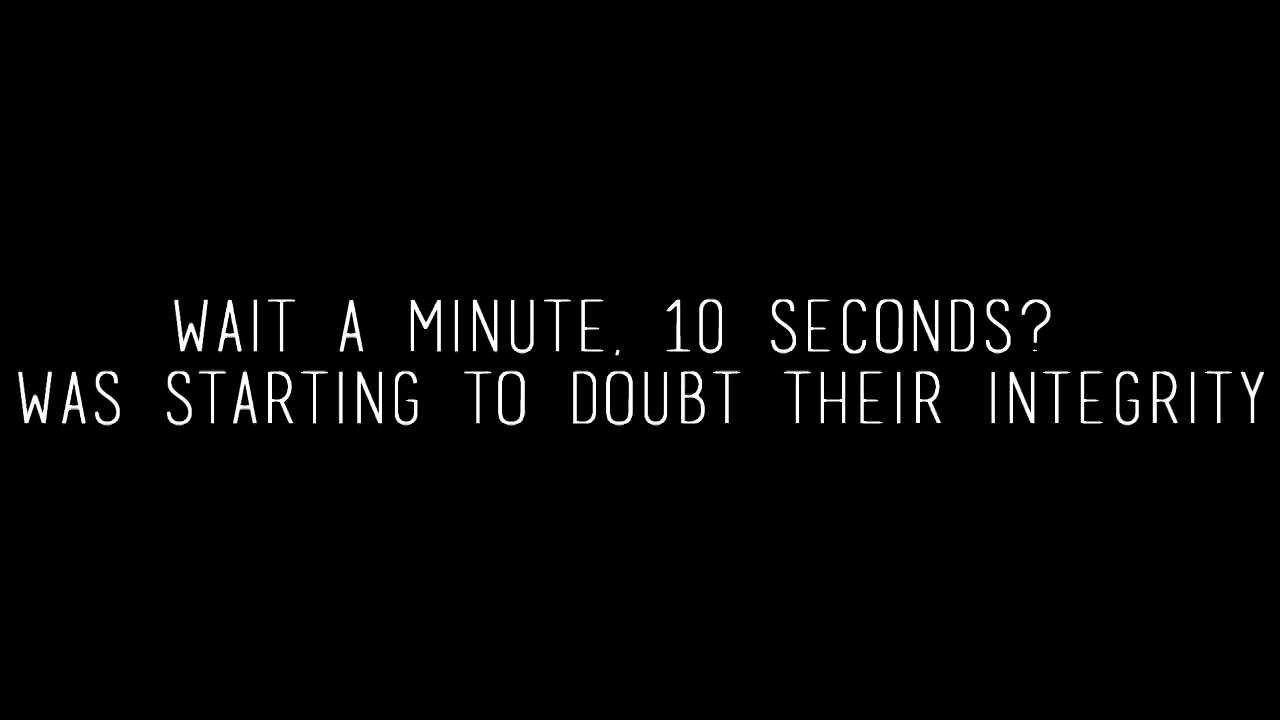 WAIT A MINUTE, 10 SECONDS?
WAS STARTING TO DOUBT THEIR INTEGRITY